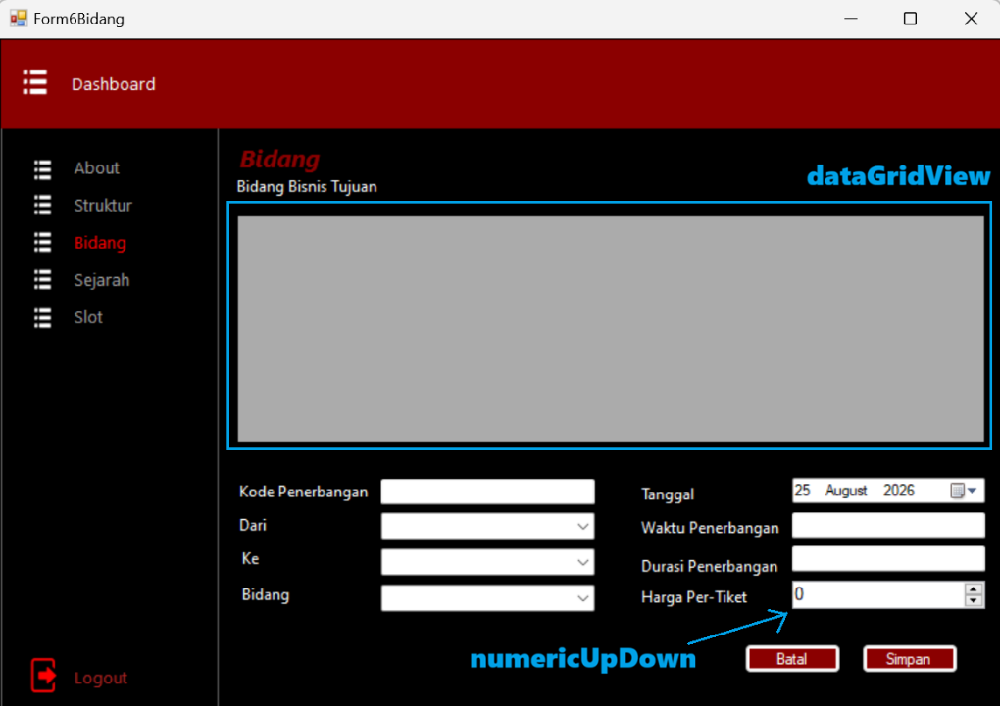 Form6Bidang
Dashboard
About
Struktur
Bidang
Sejarah
Slot
Logout
Bidang
Bidang Bisnis Tujuan
dataGridView
Kode Penerbangan
Dari
Ke
Bidang
Tanggal
25 August 2026
Waktu Penerbangan
Durasi Penerbangan
Harga Per-Tiket
0
numericUpDown
Batal
Simpan